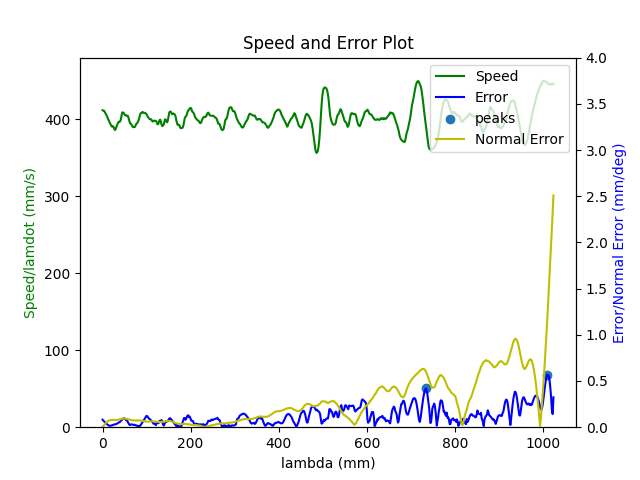 Speed and Error Plot
Speed
Error
peaks
Normal Error
Speed/lamdot (mm/s)
400
300
200
100
0
4.0
3.5
3.0
2.5
2.0
1.5
1.0
0.5
0.0
Error/Normal Error (mm/deg)
0 200 400 600 800 1000
lambda (mm)